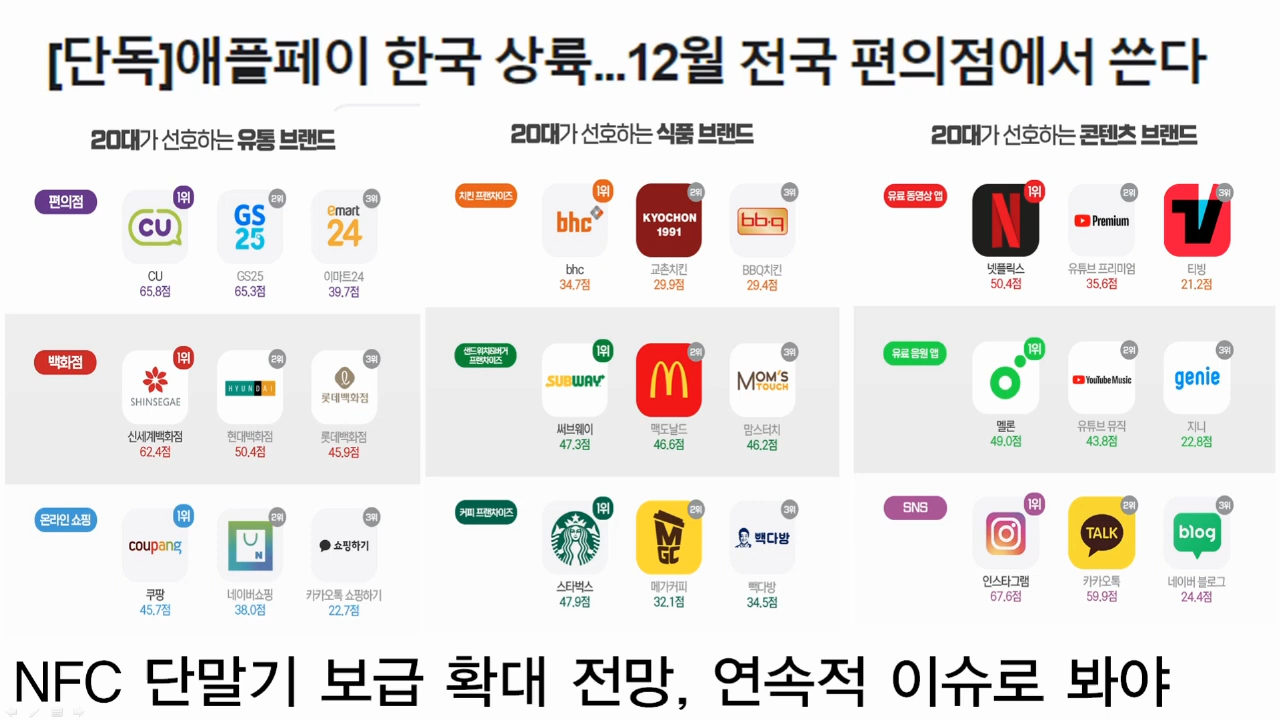 [단독]애플페이 한국 상륙...12월 전국 편의점에서 쓴다
20대가 선호하는 유통 브랜드
편의점
1위 2위 3위
CU GS25 emart24
CU GS25 이마트24
65.8점 65.3점 39.7점
백화점
1위 2위 3위
SHINSEGAE HYUNDAI 롯데백화점
신세계백화점 현대백화점 롯데백화점
62.4점 50.4점 45.9점
온라인 쇼핑
1위 2위 3위
coupang N 쇼핑하기
쿠팡 네이버쇼핑 카카오톡 쇼핑하기
45.7점 38.0점 22.7점
20대가 선호하는 식품 브랜드
치킨 프랜차이즈
1위 2위 3위
bhc KYOCHON 1991 bb.q
bhc 교촌치킨 BBQ치킨
34.7점 29.9점 29.4점
샌드위치&버거
프랜차이즈
1위 2위 3위
SUBWAY MOM'S TOUCH
써브웨이 맥도날드 맘스터치
47.3점 46.6점 46.2점
커피 프랜차이즈
1위 2위 3위
MGC 빽다방
스타벅스 메가커피 빽다방
47.9점 32.1점 34.5점
20대가 선호하는 콘텐츠 브랜드
유료 동영상 앱
1위 2위 3위
N Premium TV
넷플릭스 유튜브 프리미엄 티빙
50.4점 35.6점 21.2점
유료 음원 앱
1위 2위 3위
YouTube Music genie
멜론 유튜브 뮤직 지니
49.0점 43.8점 22.8점
SNS
1위 2위 3위
TALK blog
인스타그램 카카오톡 네이버 블로그
67.6점 59.9점 24.4점
NFC 단말기 보급 확대 전망, 연속적 이슈로 봐야